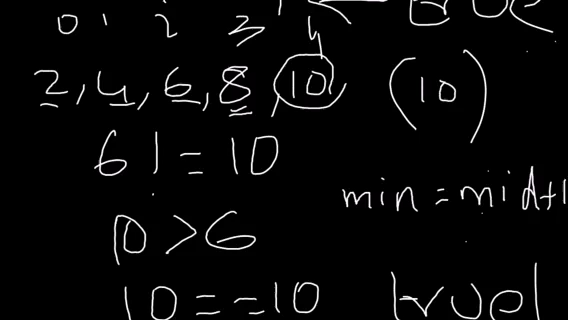 0 1 2 3 4 True
2, 4, 6, 8, 10, (10)
6 != 10
min = mid+1
10 > 6
10 == 10 true